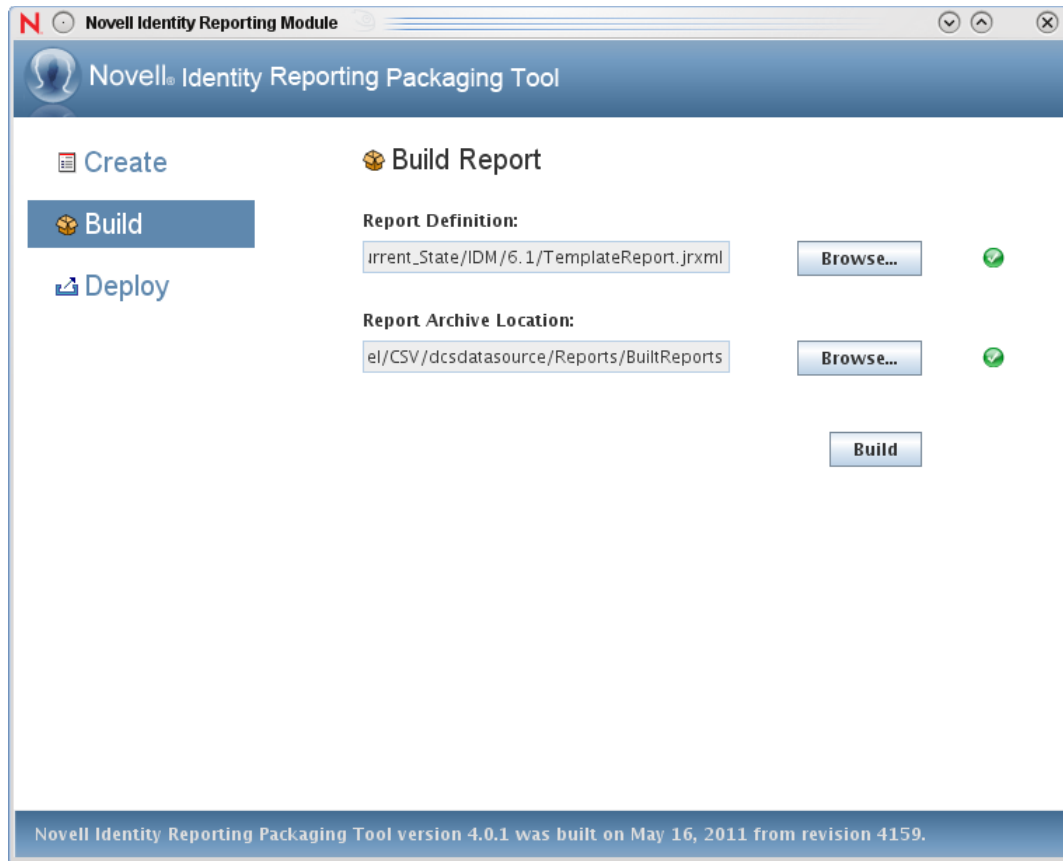 N Novell Identity Reporting Module
Novell® Identity Reporting Packaging Tool
Create
Build
Deploy
Build Report
Report Definition:
urrent_State/IDM/6.1/TemplateReport.jrxml
Browse...
Report Archive Location:
el/CSV/dcsdatasource/Reports/BuiltReports
Browse...
Build
Novell Identity Reporting Packaging Tool version 4.0.1 was built on May 16, 2011 from revision 4159.